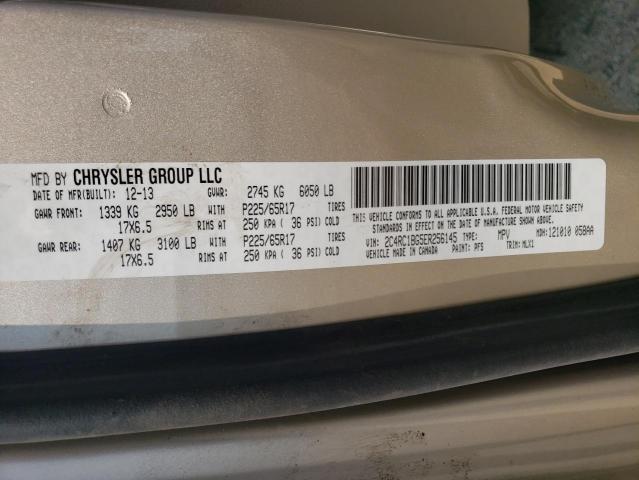 MFD BY CHRYSLER GROUP LLC
DATE OF MFR(BUILT): 12-13 GVWR: 2745 KG 6050 LB
GAWR FRONT: 1339 KG 2950 LB WITH P225/65R17 TIRES
17X6.5 RIMS AT 250 KPA ( 36 PSI) COLD
GAWR REAR: 1407 KG 3100 LB WITH P225/65R17 TIRES
17X6.5 RIMS AT 250 KPA ( 36 PSI) COLD
THIS VEHICLE CONFORMS TO ALL APPLICABLE U.S.A. FEDERAL MOTOR VEHICLE SAFETY
STANDARDS IN EFFECT ON THE DATE OF MANUFACTURE SHOWN ABOVE.
VIN: 2C4RC1BG5ER256145 TYPE: MPV MDH:121010 058AA
VEHICLE MADE IN CANADA PAINT: PFS TRIM: MLX1